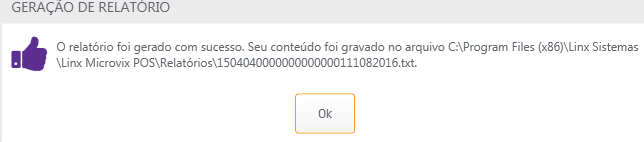 GERAÇÃO DE RELATÓRIO
O relatório foi gerado com sucesso. Seu conteúdo foi gravado no arquivo C:\Program Files (x86)\Linx Sistemas
\Linx Microvix POS\Relatórios\1504040000000000000111082016.txt.
Ok